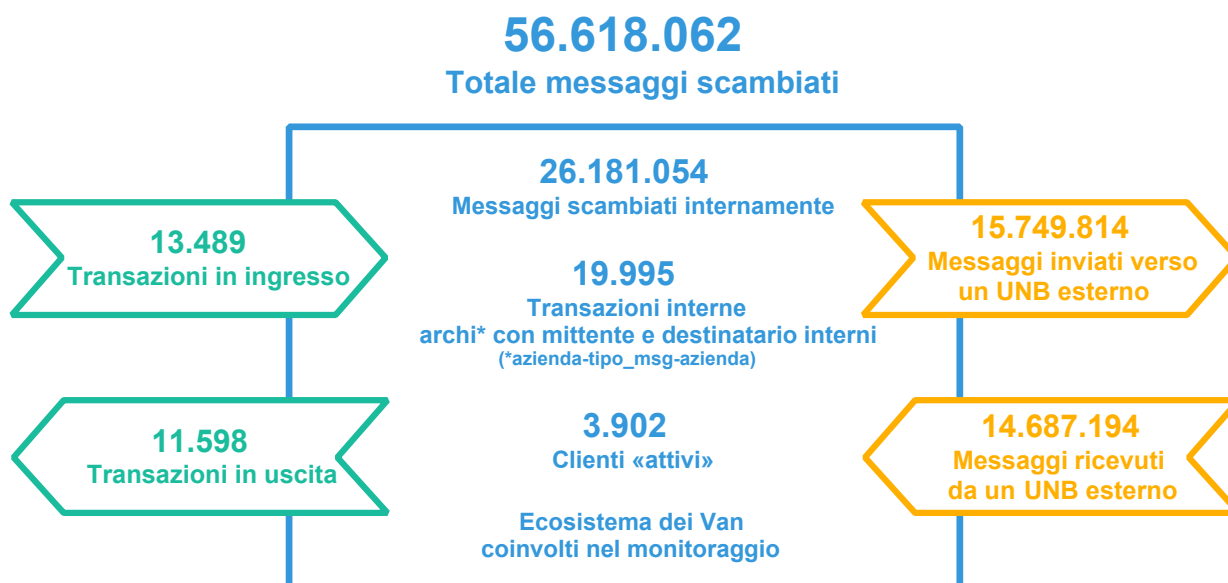 56.618.062
Totale messaggi scambiati
26.181.054
Messaggi scambiati internamente
13.489
Transazioni in ingresso
15.749.814
Messaggi inviati verso
un UNB esterno
19.995
Transazioni interne
archi* con mittente e destinatario interni
(*azienda-tipo_msg-azienda)
11.598
Transazioni in uscita
3.902
Clienti «attivi»
14.687.194
Messaggi ricevuti
da un UNB esterno
Ecosistema dei Van
coinvolti nel monitoraggio